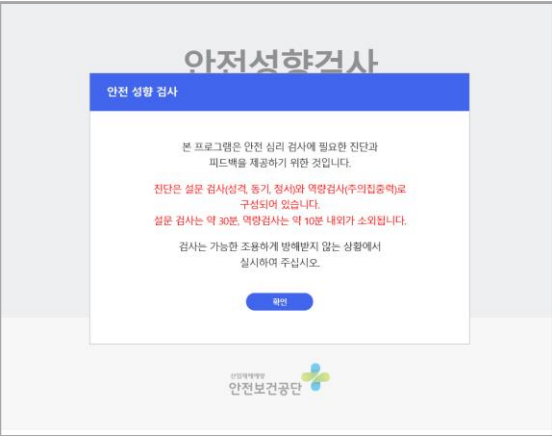 안전성향검사
안전 성향 검사
본 프로그램은 안전 심리 검사에 필요한 진단과
피드백을 제공하기 위한 것입니다.
진단은 설문 검사(성격, 동기, 정서)와 역량검사(주의집중력)로
구성되어 있습니다.
설문 검사는 약 30분, 역량검사는 약 10분 내외가 소외됩니다.
검사는 가능한 조용하게 방해받지 않는 상황에서
실시하여 주십시오.
확인
산업재해예방
안전보건공단